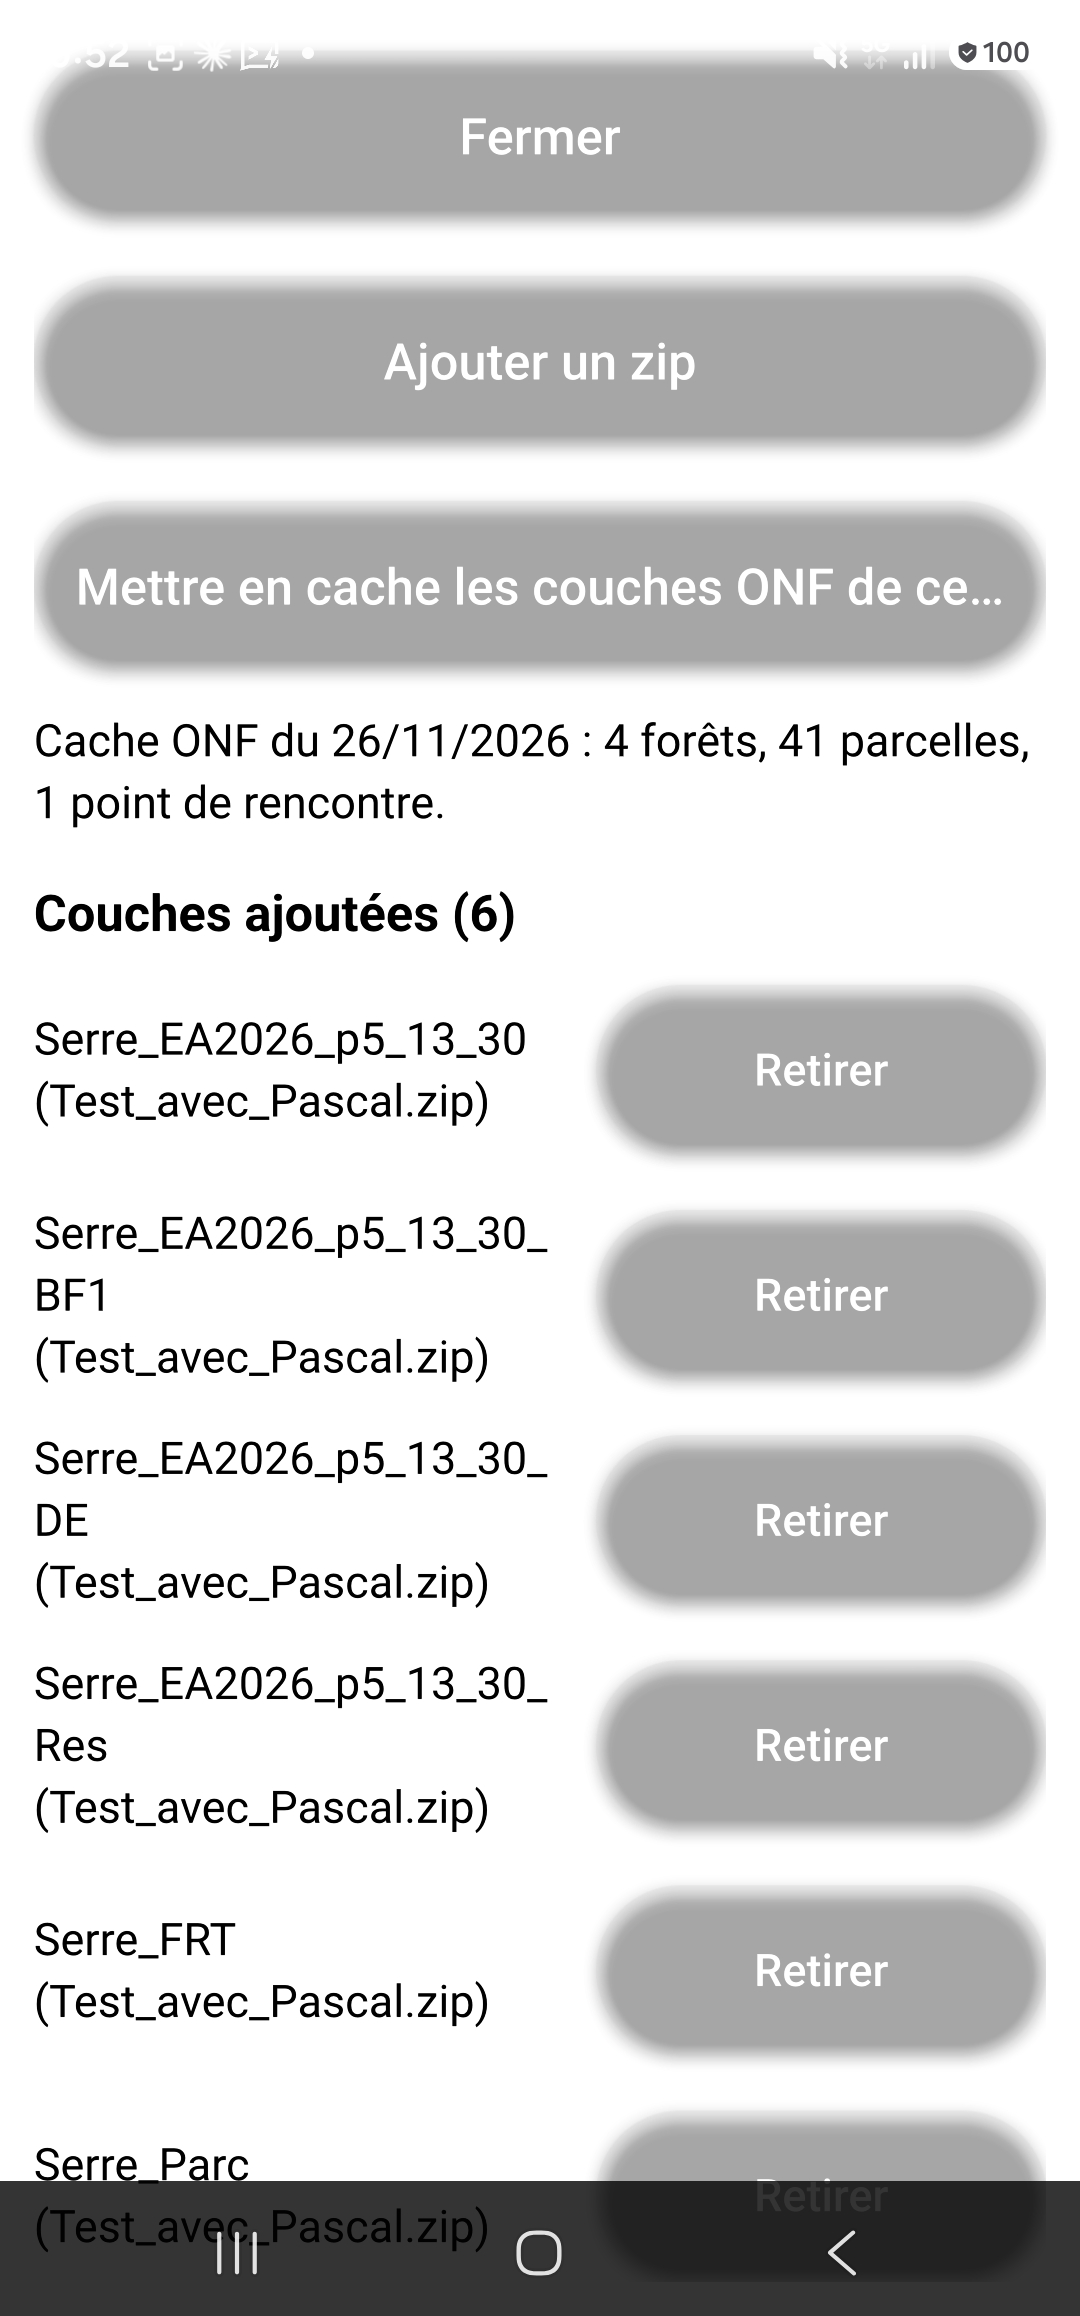 100
Fermer
Ajouter un zip
Mettre en cache les couches ONF de ce...
Cache ONF du 26/11/2026 : 4 forêts, 41 parcelles,
1 point de rencontre.
Couches ajoutées (6)
Serre_EA2026_p5_13_30
(Test_avec_Pascal.zip)
Retirer
Serre_EA2026_p5_13_30_
BF1
(Test_avec_Pascal.zip)
Retirer
Serre_EA2026_p5_13_30_
DE
(Test_avec_Pascal.zip)
Retirer
Serre_EA2026_p5_13_30_
Res
(Test_avec_Pascal.zip)
Retirer
Serre_FRT
(Test_avec_Pascal.zip)
Retirer
Serre_Parc
(Test_avec_Pascal.zip)
Retirer